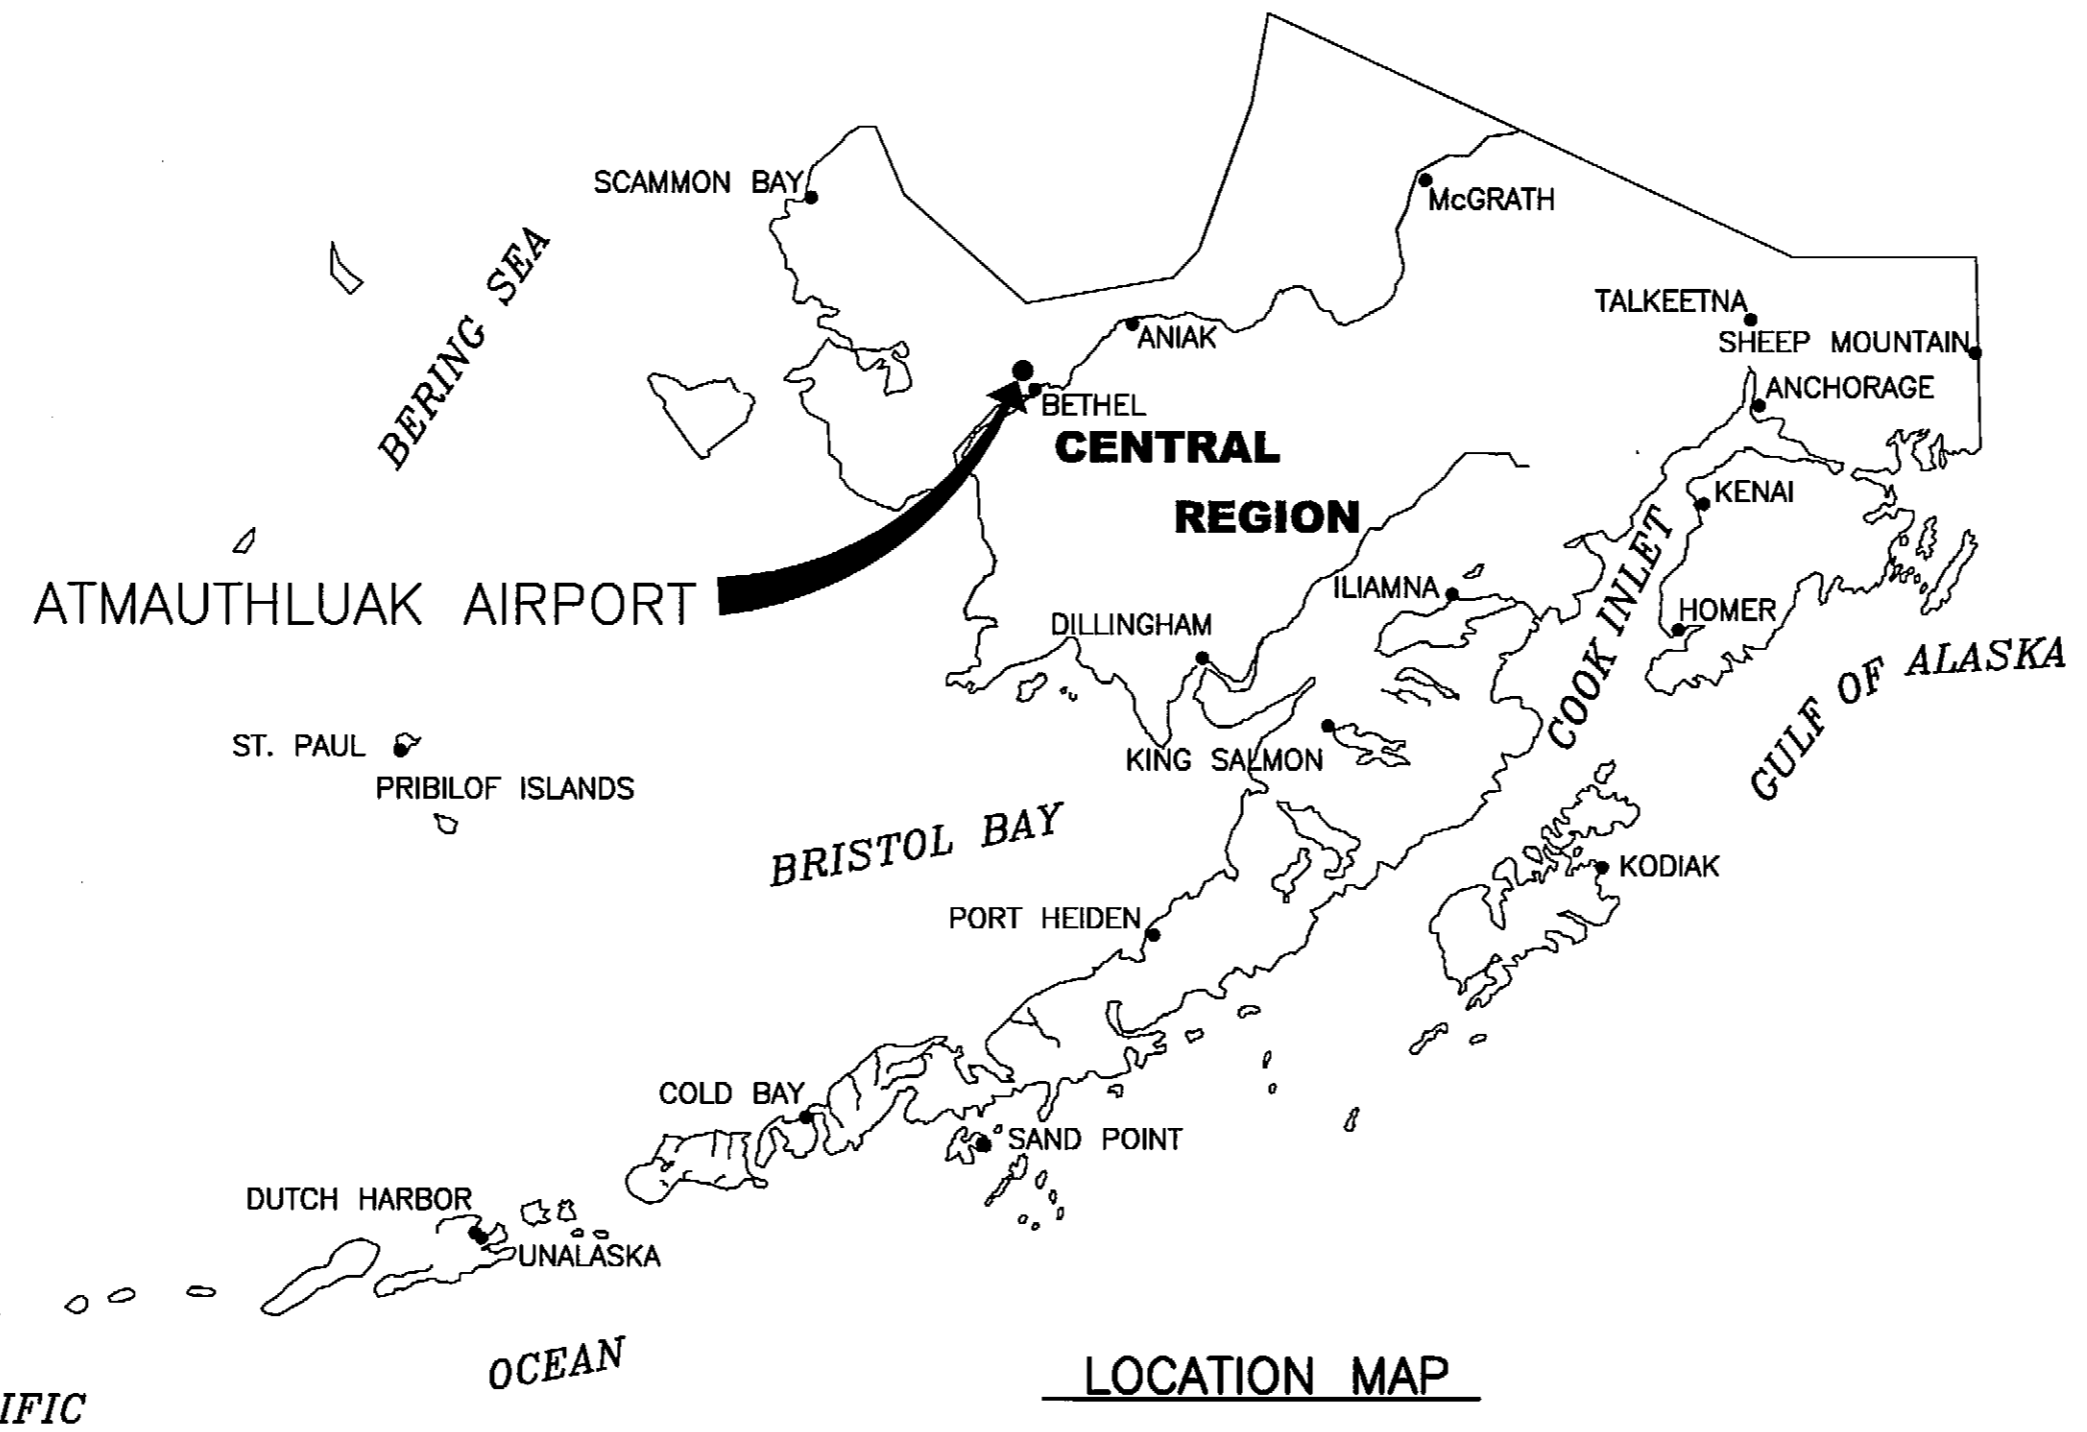 SCAMMON BAY
McGRATH
BERING SEA
TALKEETNA
ANIAK
SHEEP MOUNTAIN
ANCHORAGE
BETHEL
CENTRAL
REGION
KENAI
ATMAUTHLUAK AIRPORT
ILIAMNA
COOK INLET
HOMER
DILLINGHAM
GULF OF ALASKA
ST. PAUL
KING SALMON
PRIBILOF ISLANDS
BRISTOL BAY
KODIAK
PORT HEIDEN
COLD BAY
SAND POINT
DUTCH HARBOR
UNALASKA
OCEAN
LOCATION MAP
IFIC